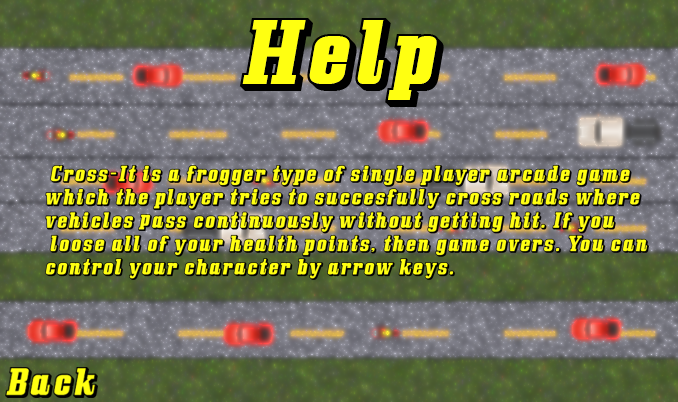 Help
Cross-It is a frogger type of single player arcade game
which the player tries to succesfully cross roads where
vehicles pass continuously without getting hit. If you
loose all of your health points, then game overs. You can
control your character by arrow keys.
Back